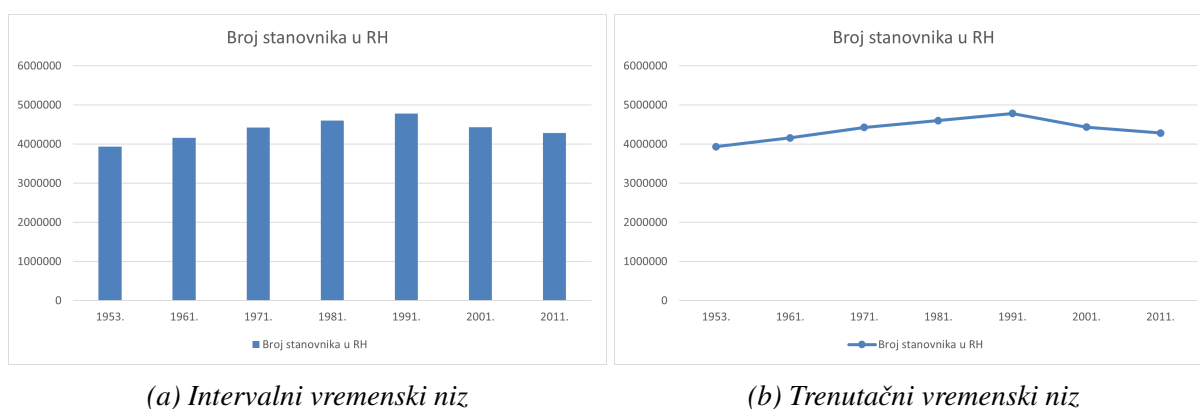 Broj stanovnika u RH
6000000
5000000
4000000
3000000
2000000
1000000
0
1953. 1961. 1971. 1981. 1991. 2001. 2011.
Broj stanovnika u RH
(a) Intervalni vremenski niz
Broj stanovnika u RH
6000000
5000000
4000000
3000000
2000000
1000000
0
1953. 1961. 1971. 1981. 1991. 2001. 2011.
Broj stanovnika u RH
(b) Trenutačni vremenski niz